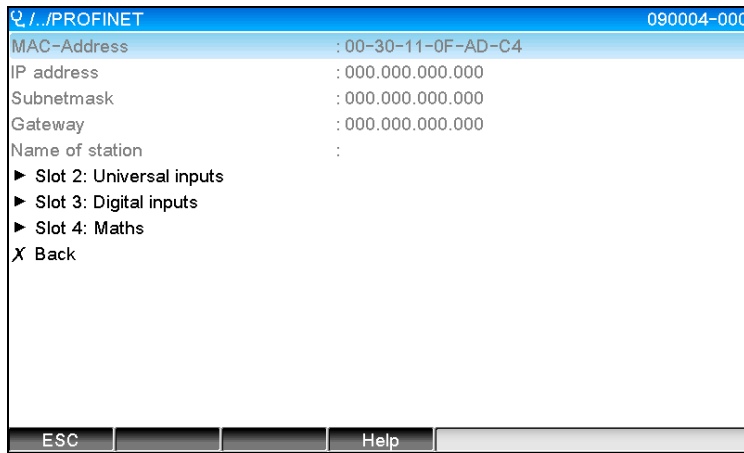 /../PROFINET 090004-000
MAC-Address : 00-30-11-0F-AD-C4
IP address : 000.000.000.000
Subnetmask : 000.000.000.000
Gateway : 000.000.000.000
Name of station :
► Slot 2: Universal inputs
► Slot 3: Digital inputs
► Slot 4: Maths
X Back
ESC Help